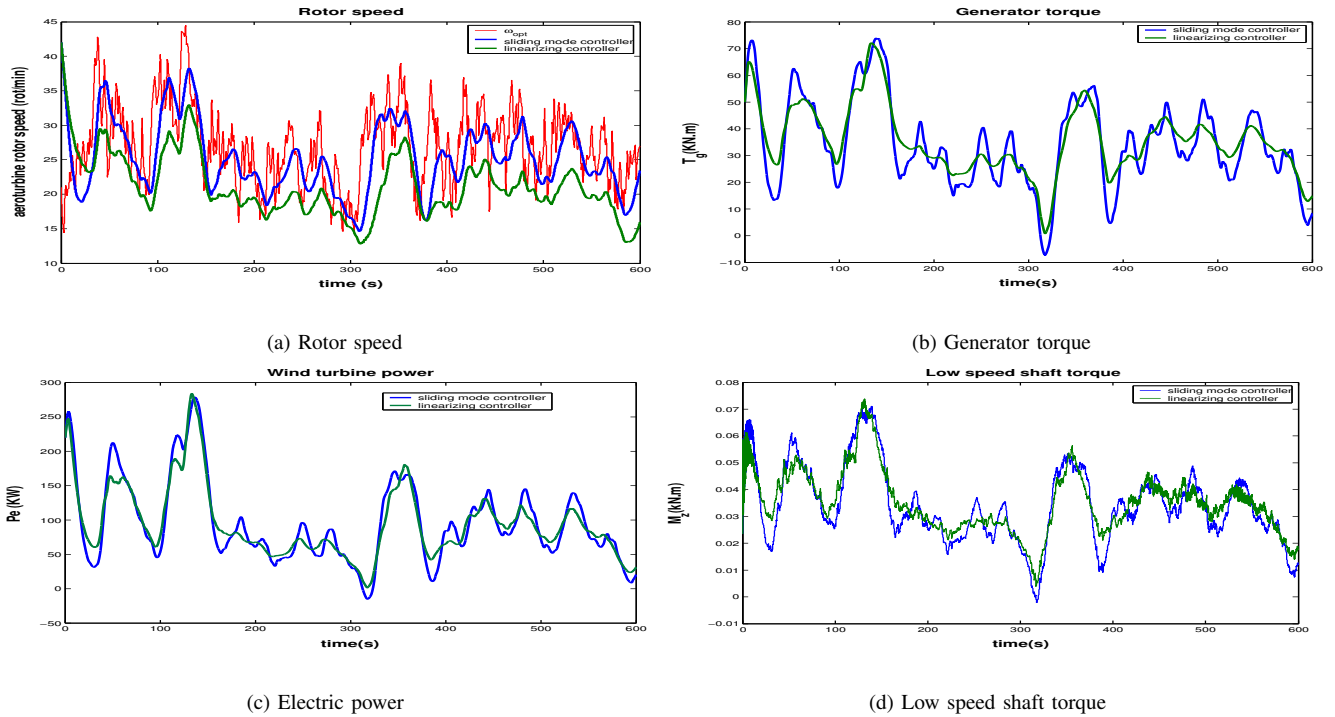 Rotor speed
ω_opt
sliding mode controller
linearizing controller
aeroturbine rotor speed (rot/min)
45
40
35
30
25
20
15
10
0 100 200 300 400 500 600
time (s)
(a) Rotor speed
Generator torque
sliding mode controller
linearizing controller
T_g (KN.m)
80
70
60
50
40
30
20
10
0
−10
0 100 200 300 400 500 600
time(s)
(b) Generator torque
Wind turbine power
sliding mode controller
linearizing controller
Pe (KW)
300
250
200
150
100
50
0
−50
0 100 200 300 400 500 600
time(s)
(c) Electric power
Low speed shaft torque
sliding mode controller
linearizing controller
M_z (kN.m)
0.08
0.07
0.06
0.05
0.04
0.03
0.02
0.01
0
−0.01
0 100 200 300 400 500 600
time(s)
(d) Low speed shaft torque